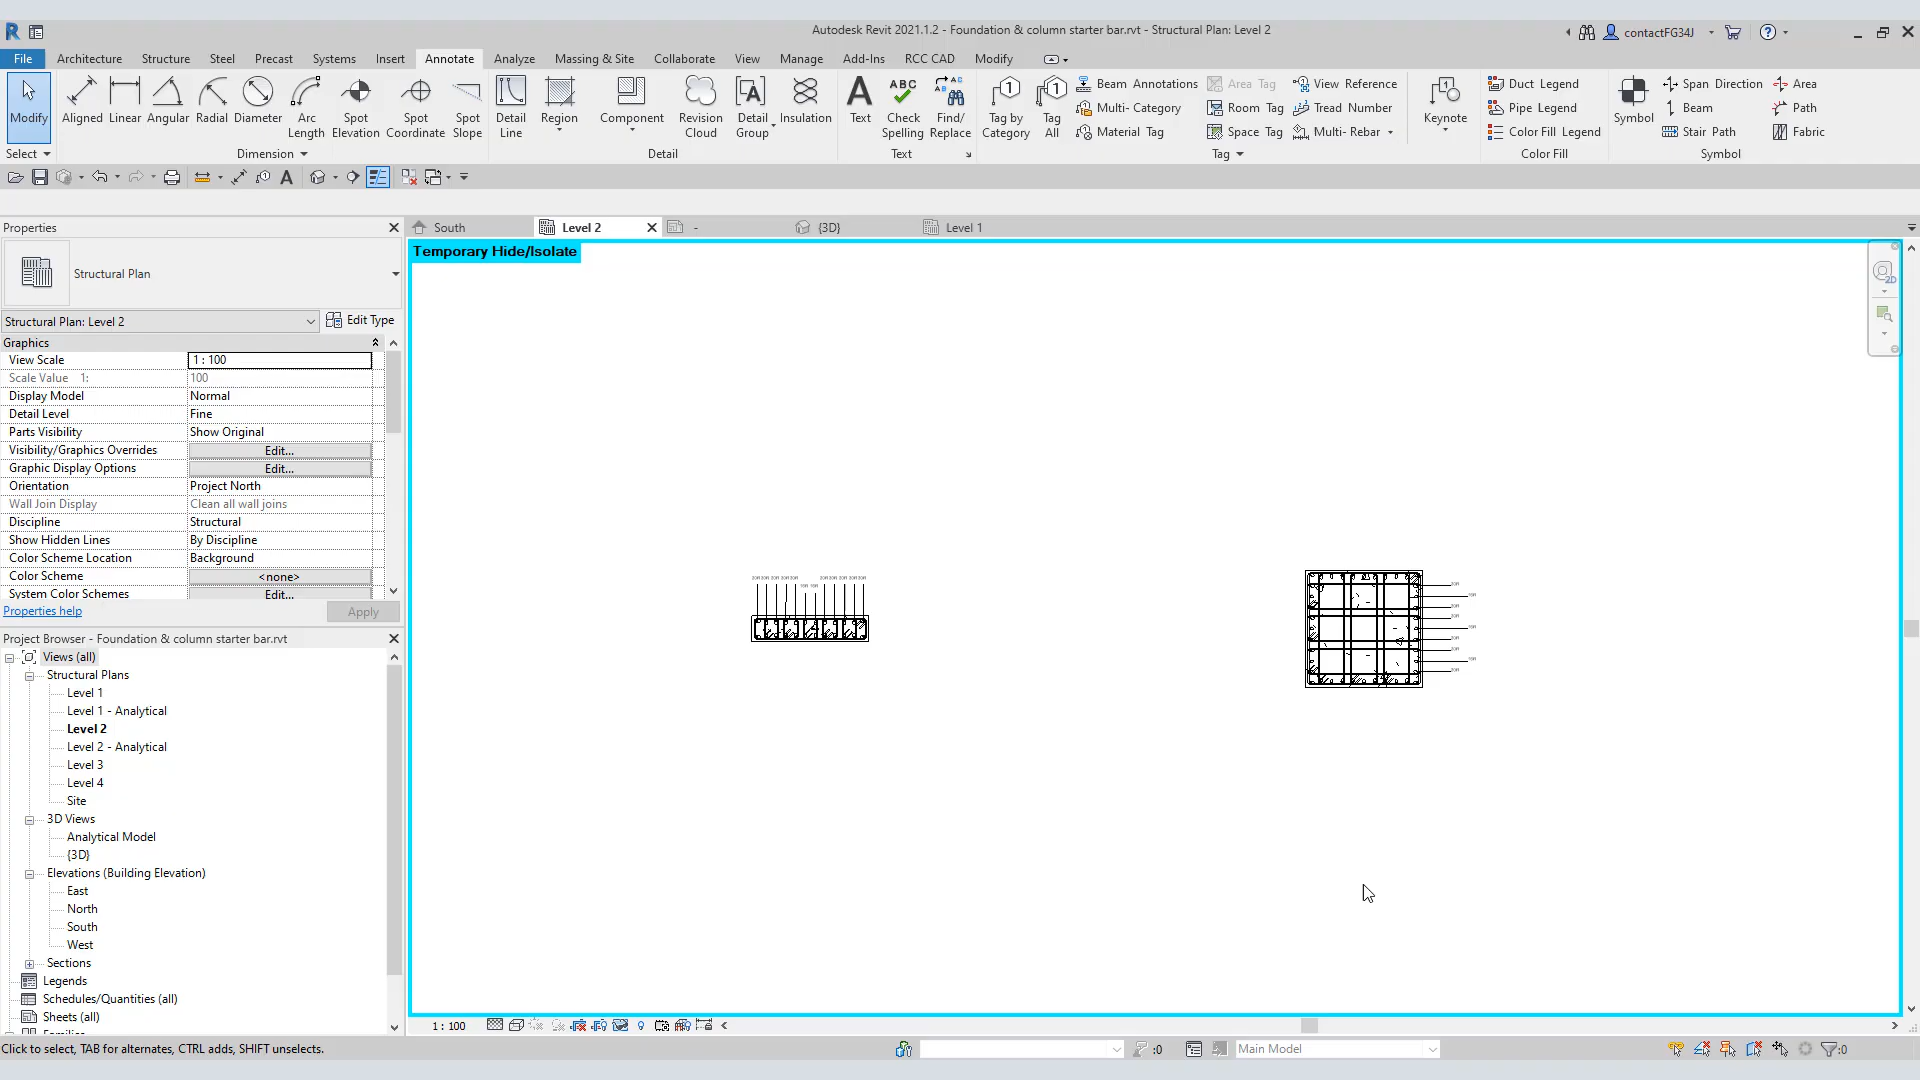 Autodesk Revit 2021.1.2 - Foundation & column starter bar.rvt - Structural Plan: Level 2
contactFG34J
File Architecture Structure Steel Precast Systems Insert Annotate Analyze Massing & Site Collaborate View Manage Add-Ins RCC CAD Modify
Modify Aligned Linear Angular Radial Diameter Arc Length Spot Elevation Spot Coordinate Spot Slope Detail Line Region Component Revision Cloud Detail Group Insulation Text Check Spelling Find/ Replace Tag by Category Tag All
Beam Annotations Area Tag View Reference
Multi- Category Room Tag Tread Number
Material Tag Space Tag Multi- Rebar
Keynote
Duct Legend
Pipe Legend
Color Fill Legend
Symbol
Span Direction Area
Beam Path
Stair Path Fabric
Select Dimension Detail Text Tag Color Fill Symbol
Properties
South Level 2 - {3D} Level 1
Temporary Hide/Isolate
Structural Plan
Structural Plan: Level 2 Edit Type
Graphics
View Scale 1 : 100
Scale Value 1: 100
Display Model Normal
Detail Level Fine
Parts Visibility Show Original
Visibility/Graphics Overrides Edit...
Graphic Display Options Edit...
Orientation Project North
Wall Join Display Clean all wall joins
Discipline Structural
Show Hidden Lines By Discipline
Color Scheme Location Background
Color Scheme <none>
System Color Schemes Edit...
Properties help Apply
Project Browser - Foundation & column starter bar.rvt
Views (all)
Structural Plans
Level 1
Level 1 - Analytical
Level 2
Level 2 - Analytical
Level 3
Level 4
Site
3D Views
Analytical Model
{3D}
Elevations (Building Elevation)
East
North
South
West
Sections
Legends
Schedules/Quantities (all)
Sheets (all)
1 : 100
Click to select, TAB for alternates, CTRL adds, SHIFT unselects.
:0
Main Model
:0